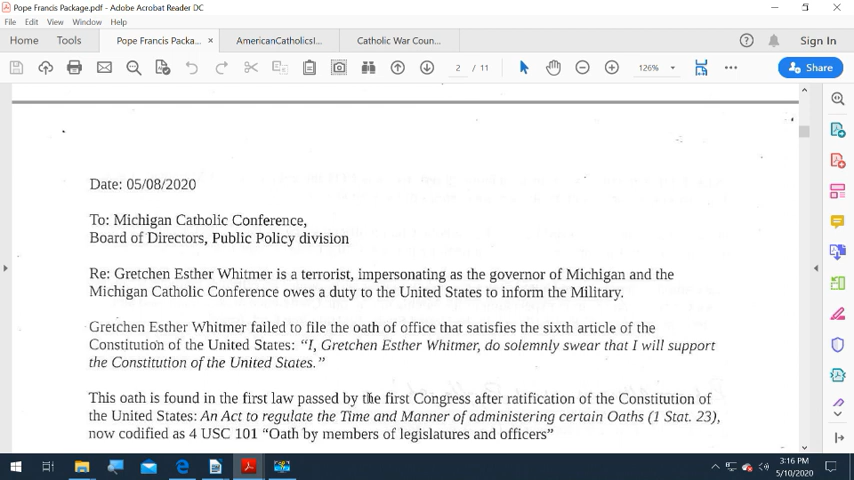 Pope Francis Package.pdf - Adobe Acrobat Reader DC
File Edit View Window Help
Home Tools Pope Francis Packa... × AmericanCatholicsI... Catholic War Coun... Sign In
2 / 11 126% Share
Date: 05/08/2020
To: Michigan Catholic Conference,
Board of Directors, Public Policy division
Re: Gretchen Esther Whitmer is a terrorist, impersonating as the governor of Michigan and the
Michigan Catholic Conference owes a duty to the United States to inform the Military.
Gretchen Esther Whitmer failed to file the oath of office that satisfies the sixth article of the
Constitution of the United States: “I, Gretchen Esther Whitmer, do solemnly swear that I will support
the Constitution of the United States.”
This oath is found in the first law passed by the first Congress after ratification of the Constitution of
the United States: An Act to regulate the Time and Manner of administering certain Oaths (1 Stat. 23),
now codified as 4 USC 101 “Oath by members of legislatures and officers”
3:16 PM
5/10/2020